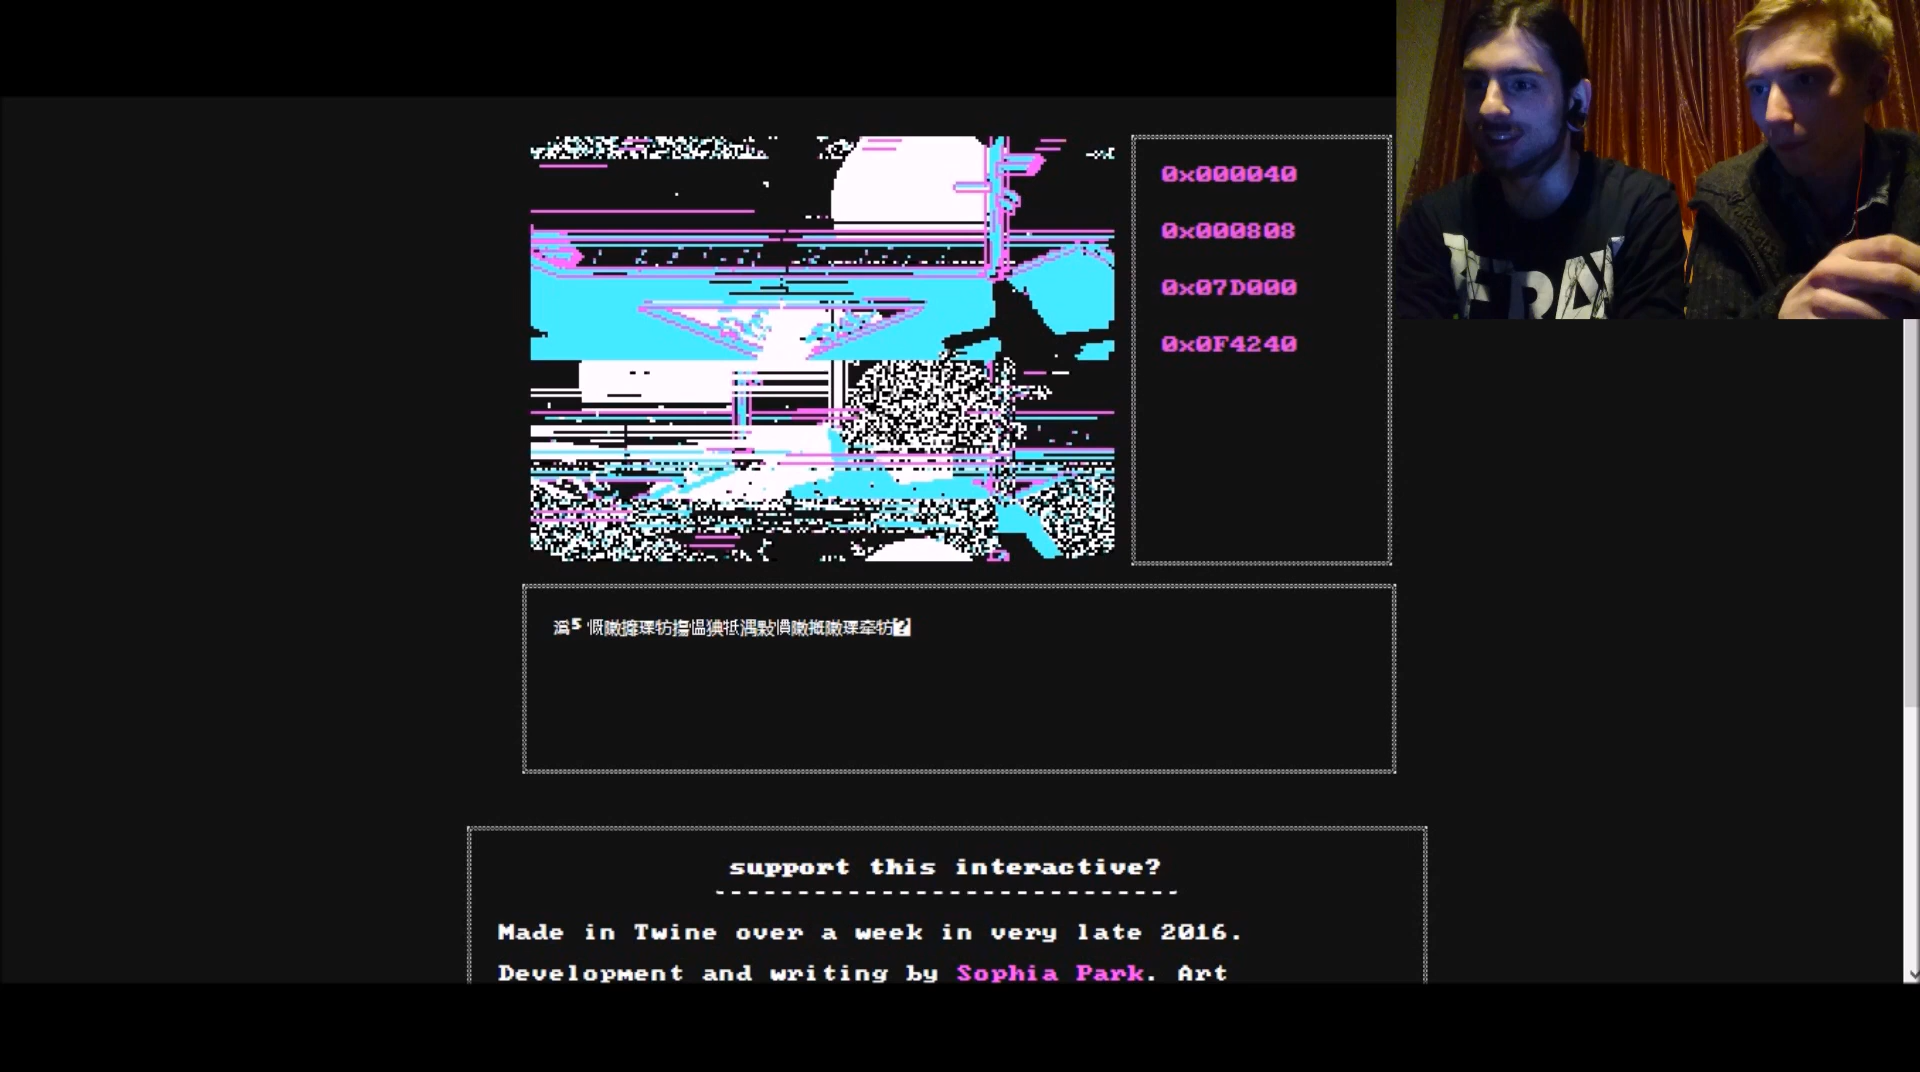 0x000040
0x000808
0x07D000
0x0F4240
support this interactive?
Made in Twine over a week in very late 2016.
Development and writing by Sophia Park. Art